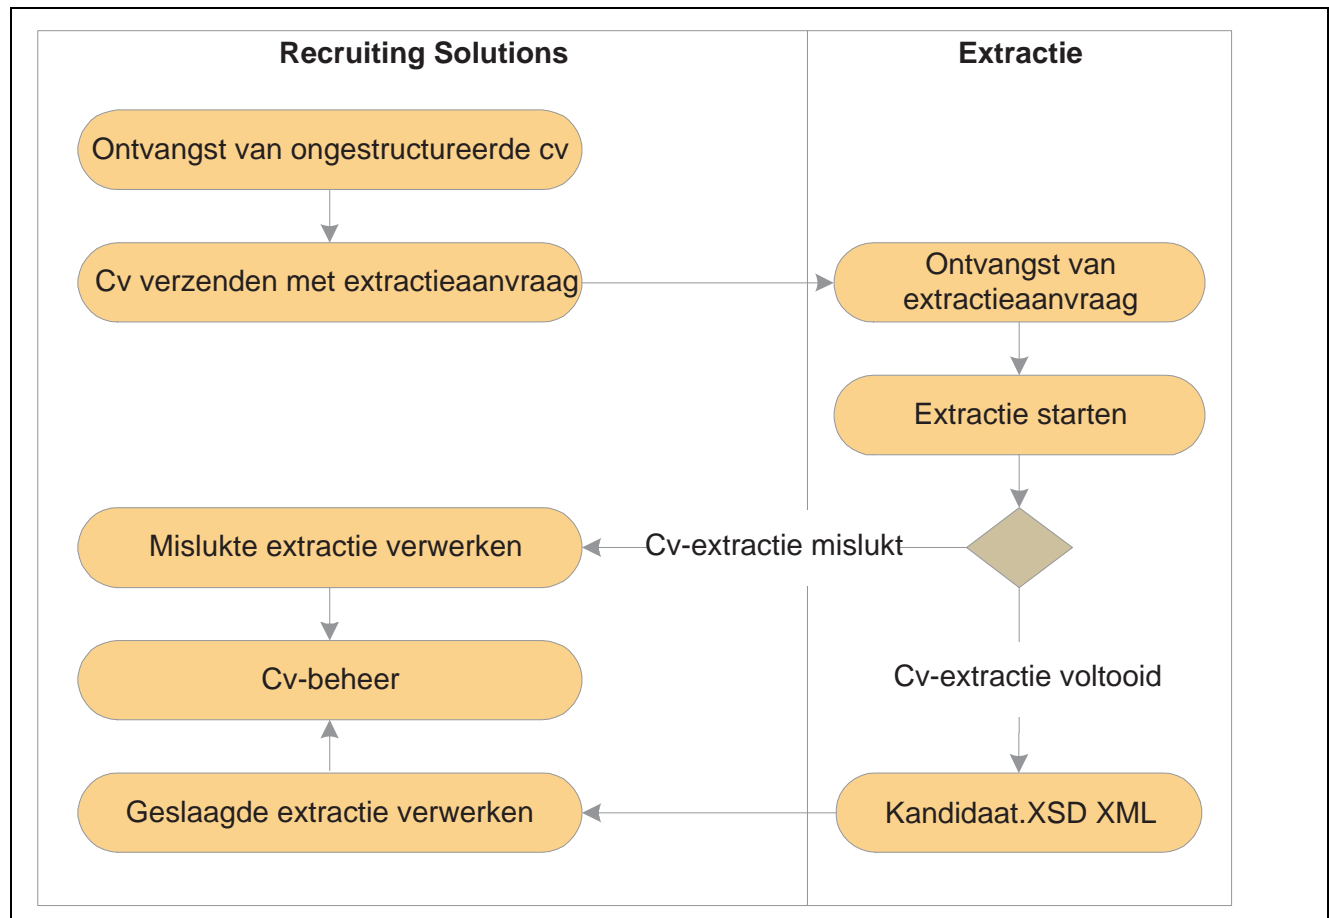 Recruiting Solutions
Extractie
Ontvangst van ongestructureerde cv
Cv verzenden met extractieaanvraag
Ontvangst van
extractieaanvraag
Extractie starten
Mislukte extractie verwerken
Cv-extractie mislukt
Cv-beheer
Cv-extractie voltooid
Geslaagde extractie verwerken
Kandidaat.XSD XML